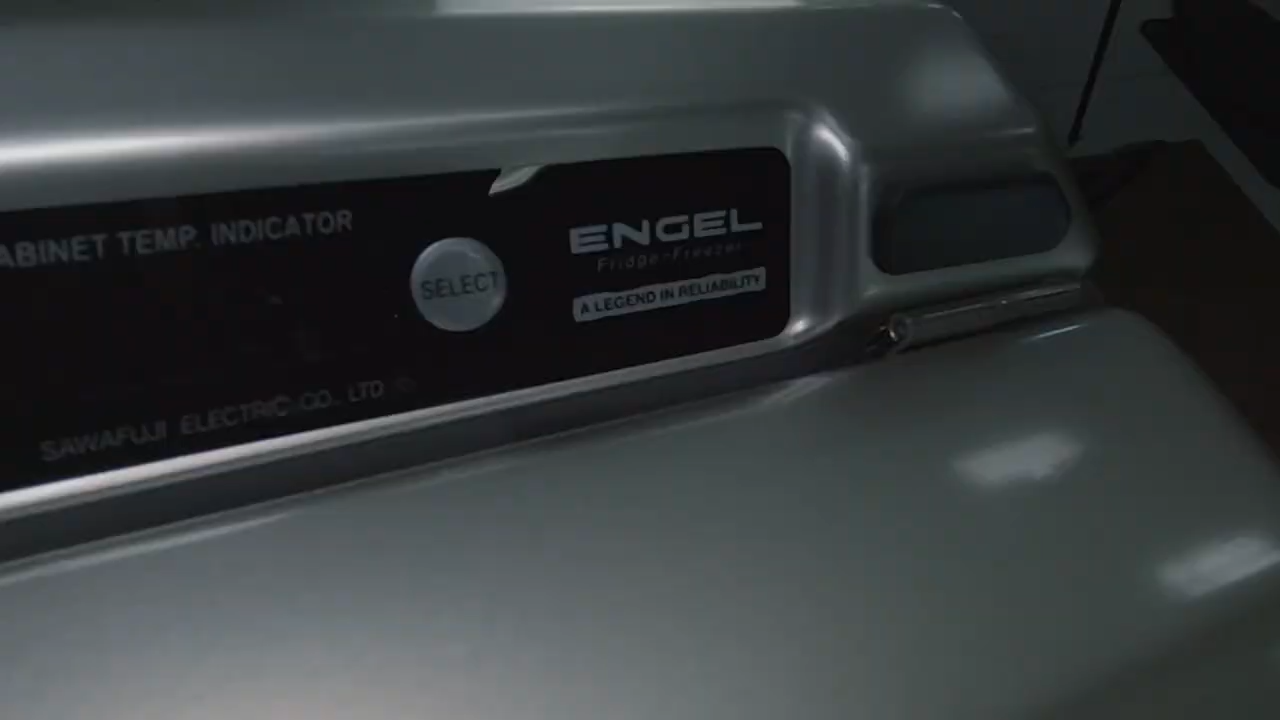 ABINET TEMP. INDICATOR
SELECT
ENGEL
Fridge-Freezer
A LEGEND IN RELIABILITY
SAWAFUJI ELECTRIC CO., LTD